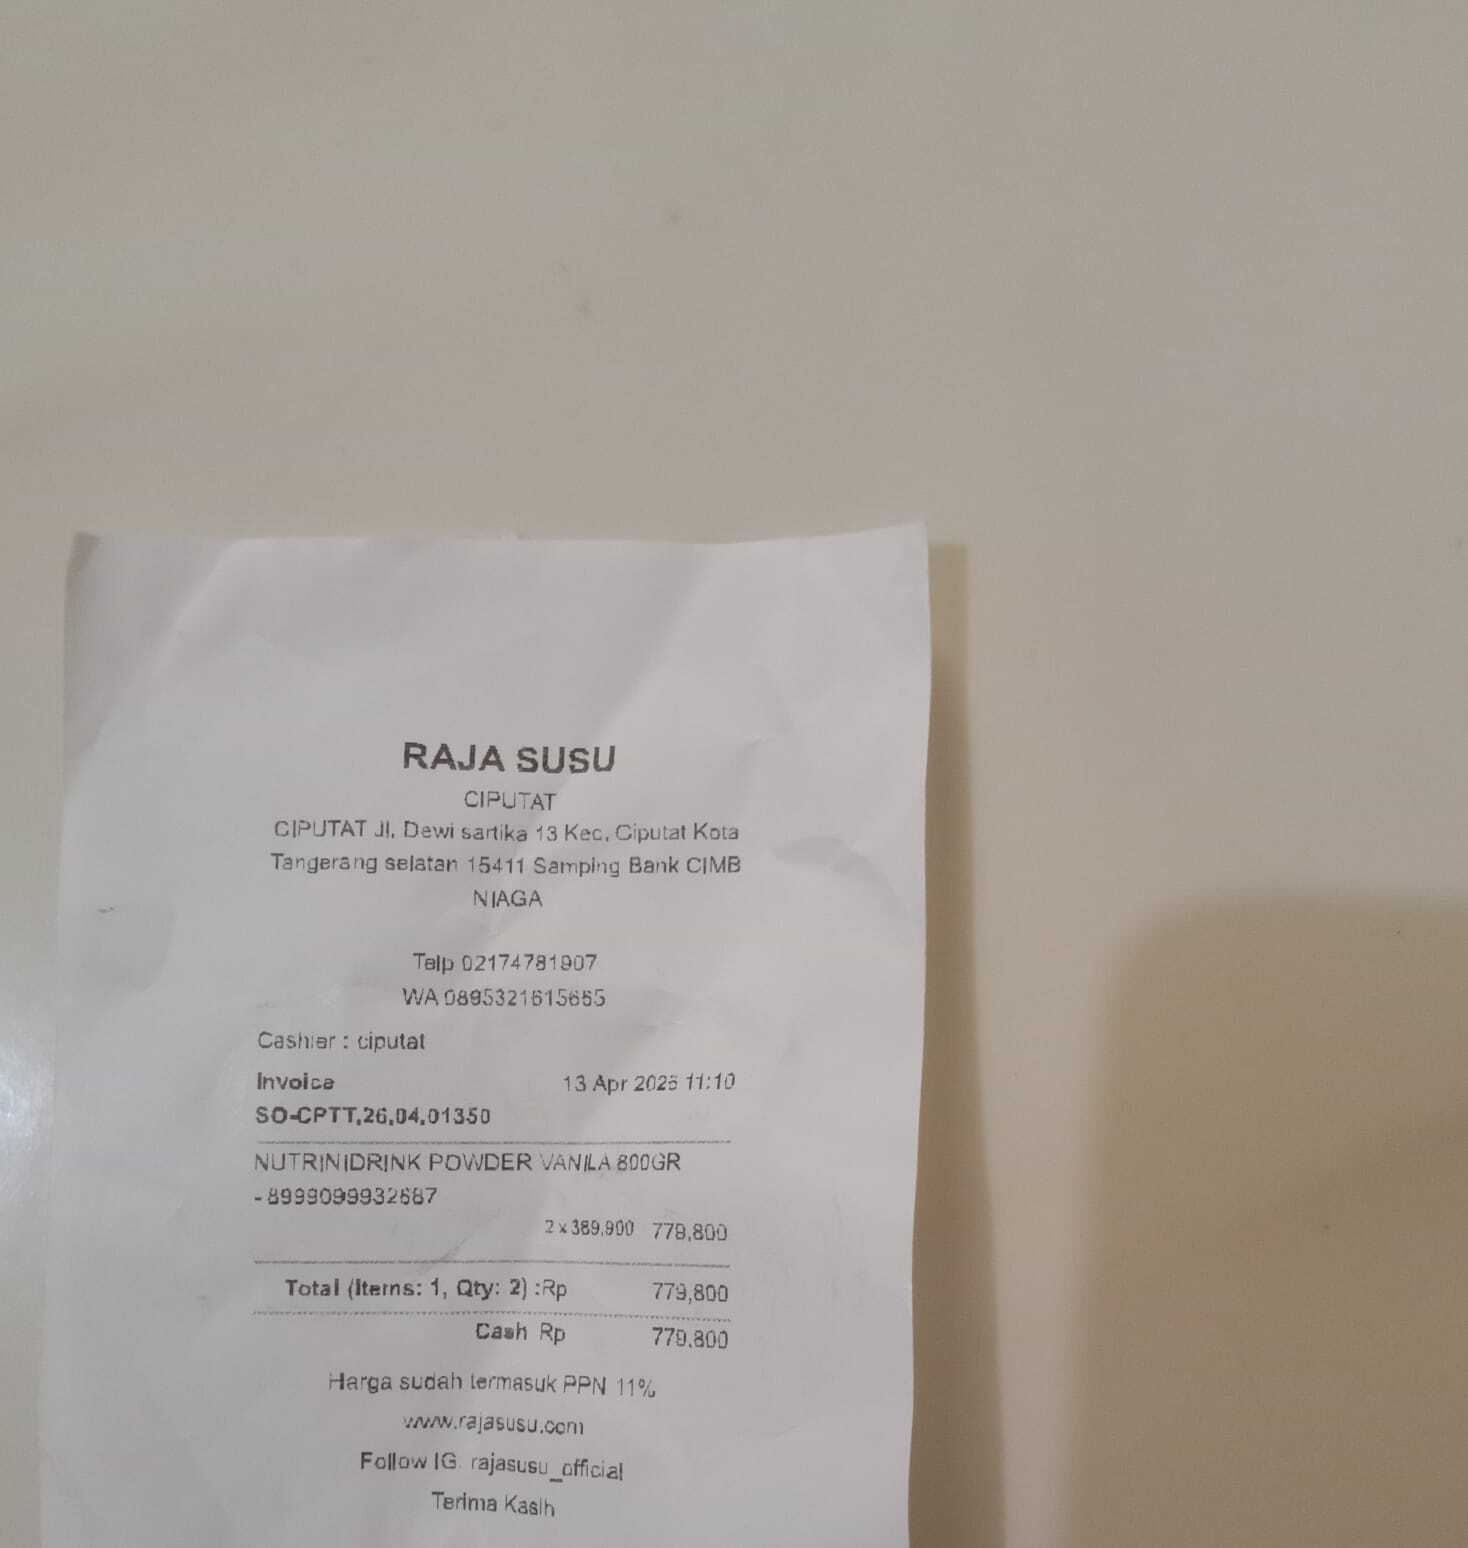 RAJA SUSU
CIPUTAT
CIPUTAT Jl. Dewi sartika 13 Kec. Ciputat Kota
Tangerang selatan 15411 Samping Bank CIMB
NIAGA
Telp 02174781907
WA 0895321615665
Cashier : ciputat
Invoice 13 Apr 2026 11:10
SO-CPTT.26.04.01350
NUTRINIDRINK POWDER VANILA 800GR
- 8999099932687
2 x 389,900 779,800
Total (Items: 1, Qty: 2) :Rp 779,800
Cash Rp 779,800
Harga sudah termasuk PPN 11%
www.rajasusu.com
Follow IG. rajasusu_official
Terima Kasih